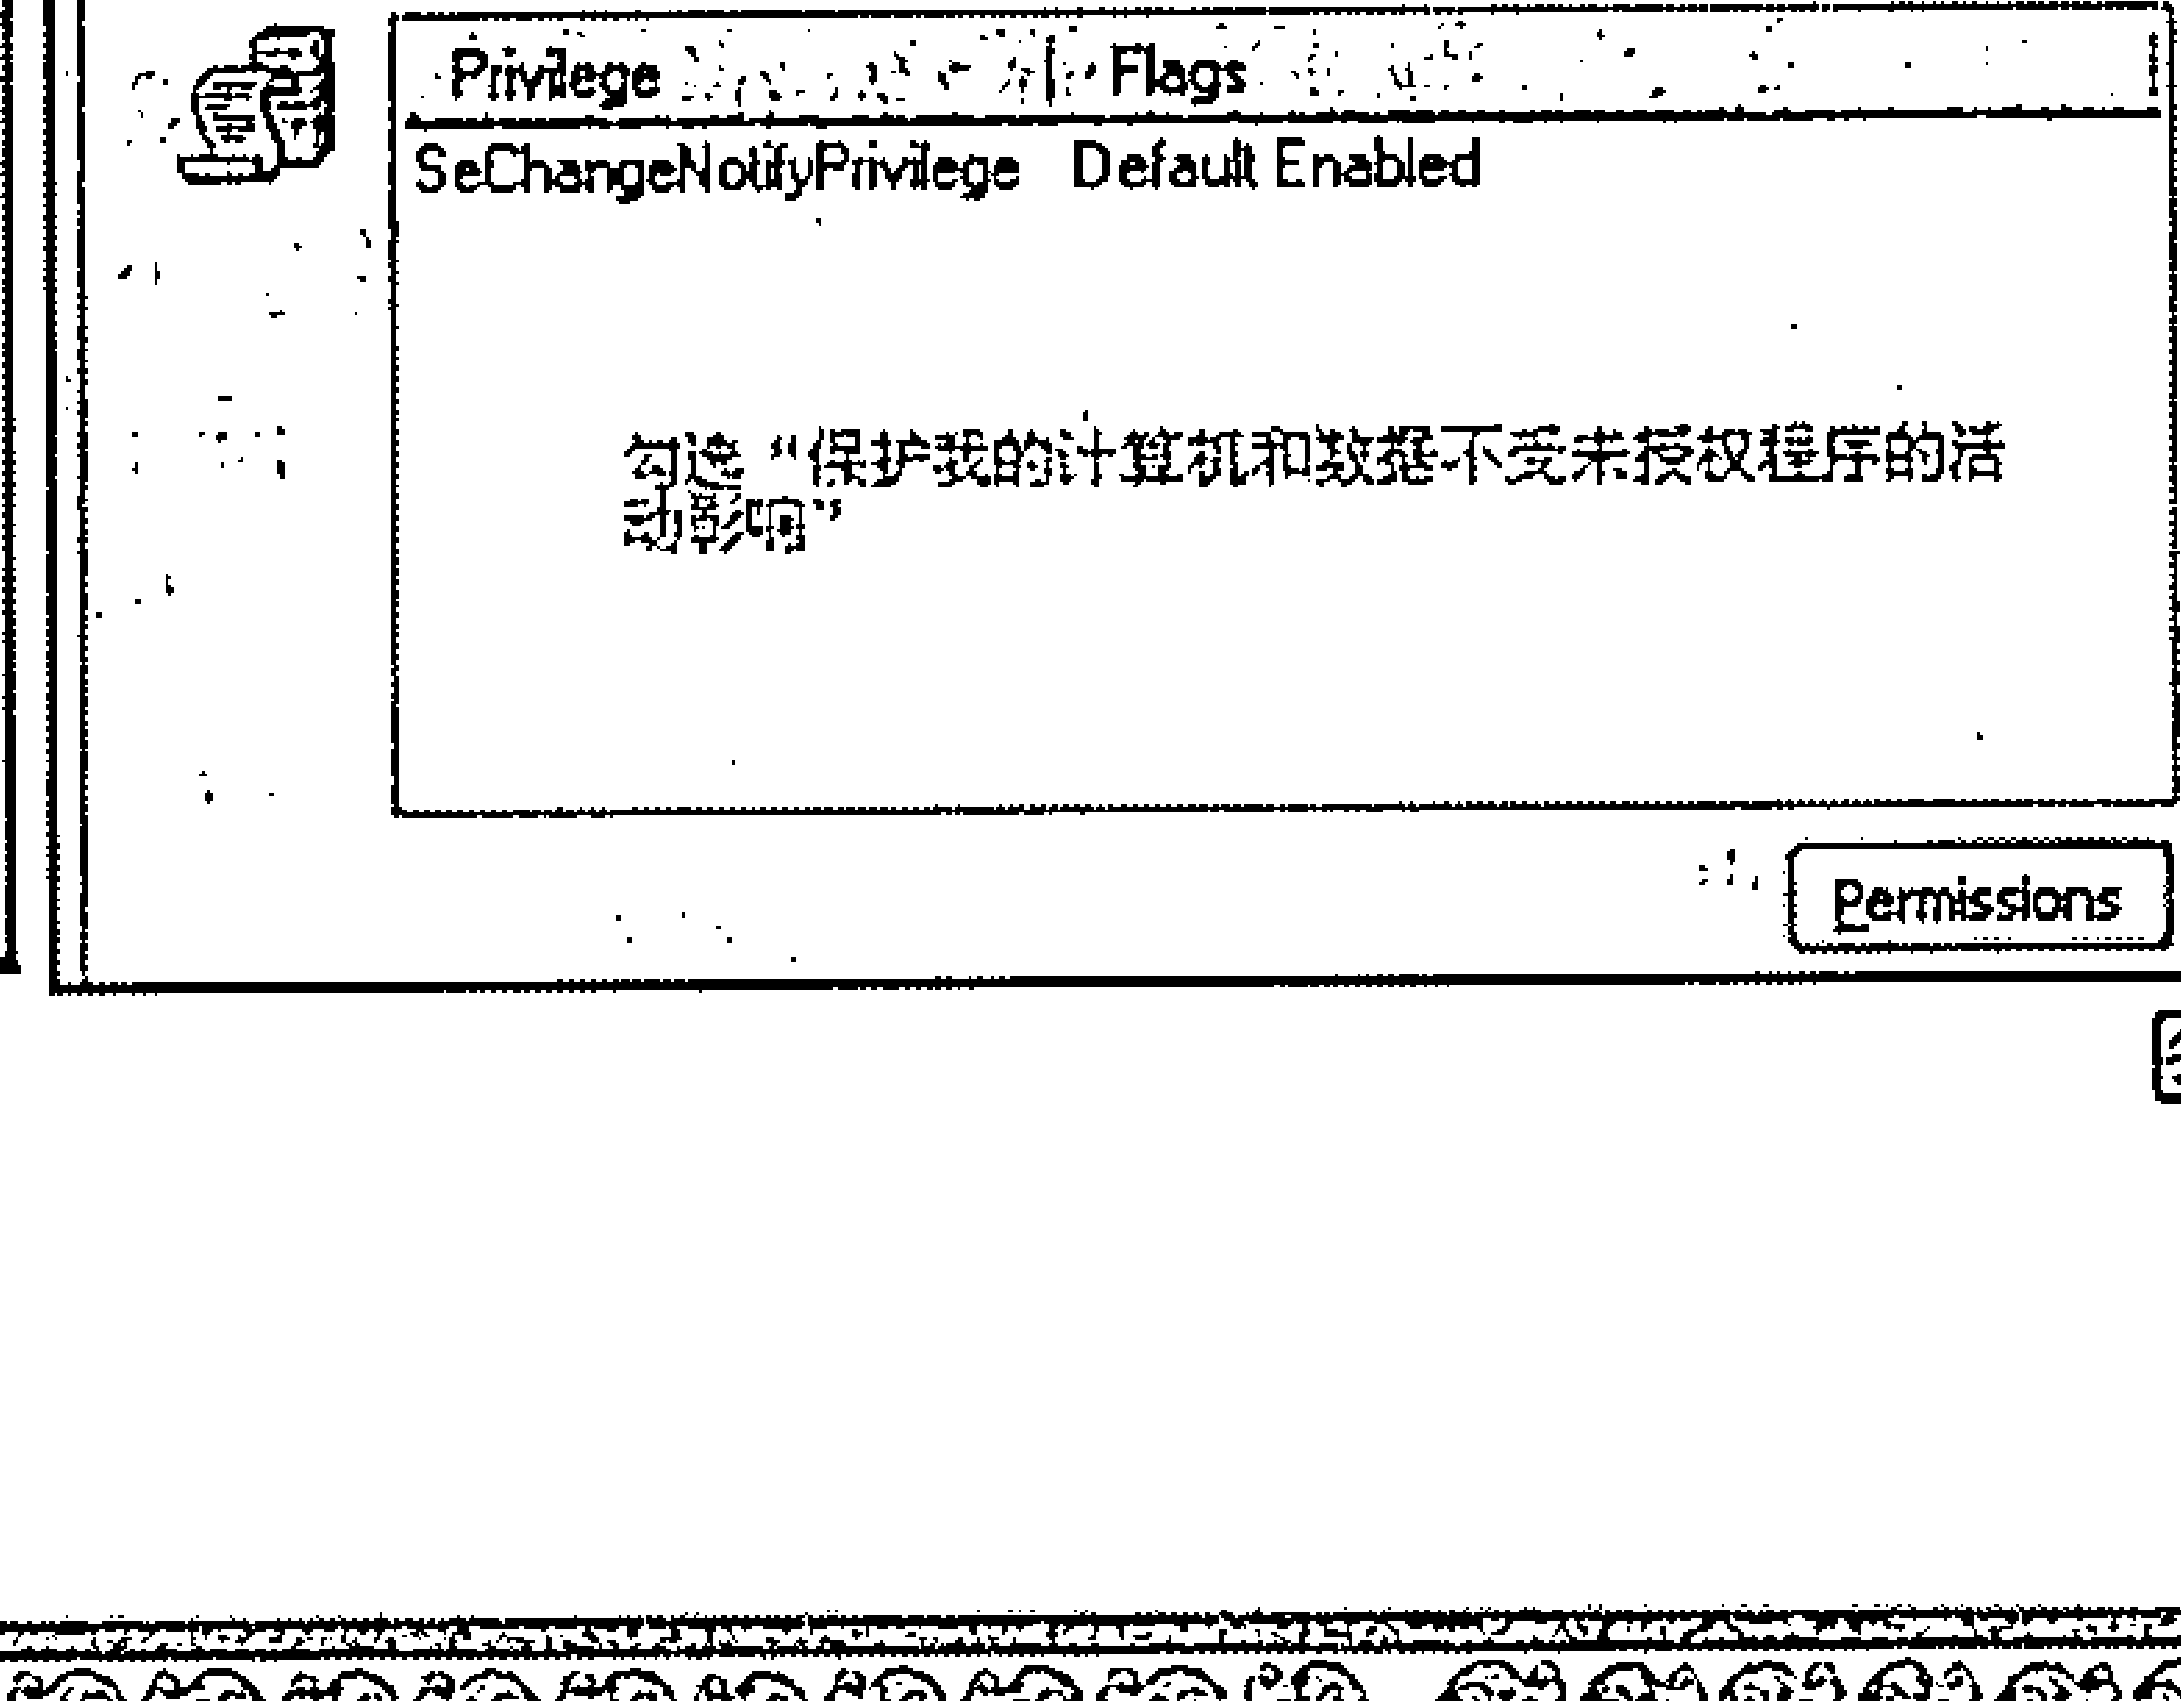 Privilege Flags
SeChangeNotifyPrivilege Default Enabled
勾选“保护我的计算机和数据不受未授权程序的活
动影响”
Permissions